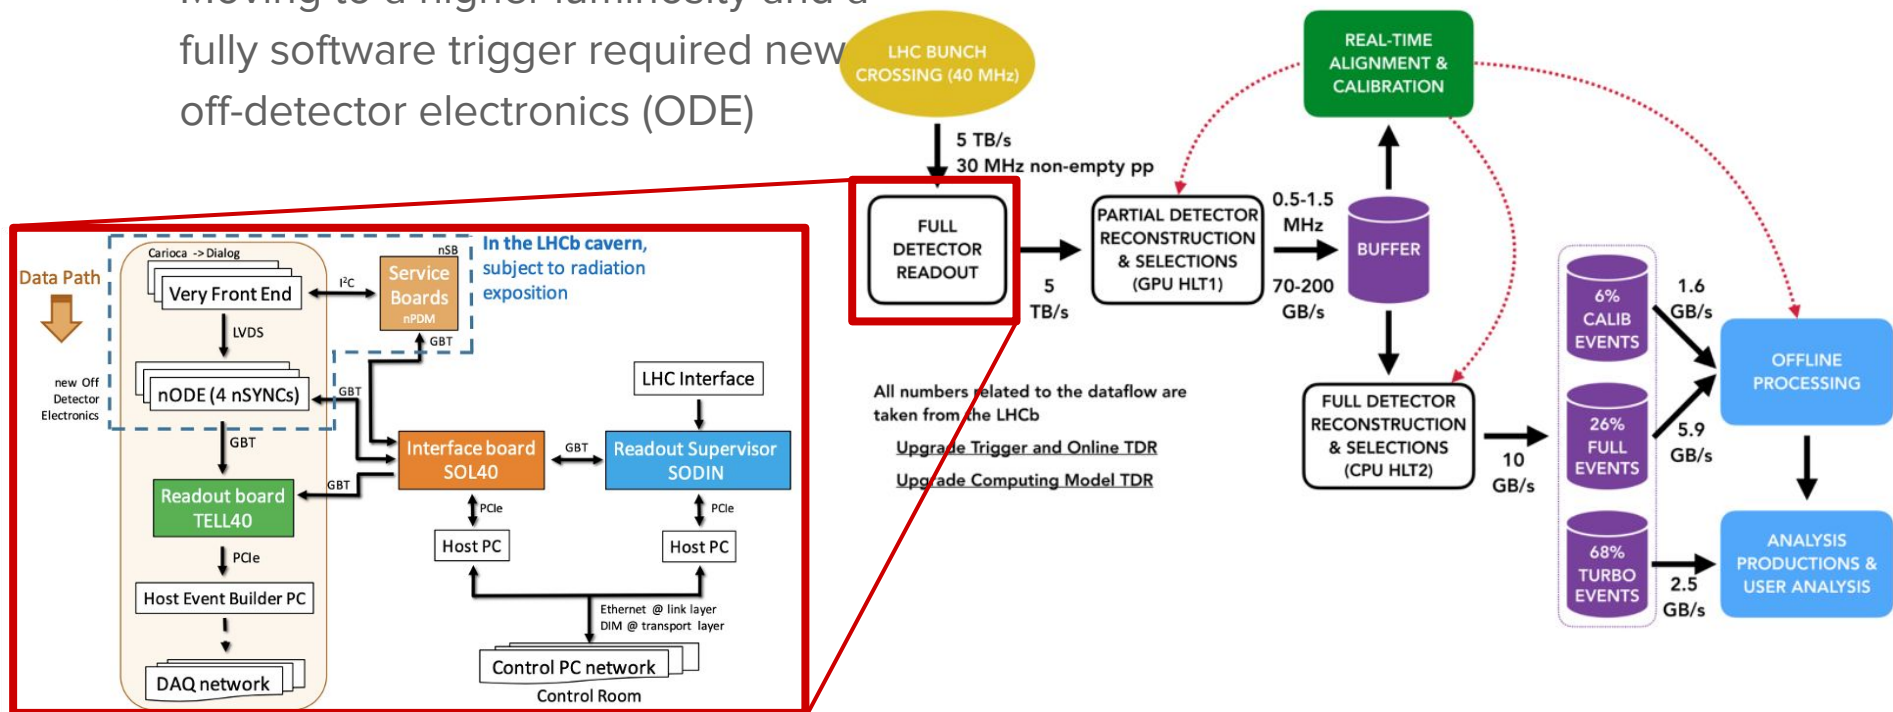 Moving to a higher luminosity and a
fully software trigger required new
off-detector electronics (ODE)
LHC BUNCH
CROSSING (40 MHz)
5 TB/s
30 MHz non-empty pp
FULL
DETECTOR
READOUT
5
TB/s
PARTIAL DETECTOR
RECONSTRUCTION
& SELECTIONS
(GPU HLT1)
0.5-1.5
MHz
70-200
GB/s
BUFFER
REAL-TIME
ALIGNMENT &
CALIBRATION
FULL DETECTOR
RECONSTRUCTION
& SELECTIONS
(CPU HLT2)
10
GB/s
6%
CALIB
EVENTS
26%
FULL
EVENTS
68%
TURBO
EVENTS
1.6
GB/s
5.9
GB/s
2.5
GB/s
OFFLINE
PROCESSING
ANALYSIS
PRODUCTIONS &
USER ANALYSIS
All numbers related to the dataflow are
taken from the LHCb
Upgrade Trigger and Online TDR
Upgrade Computing Model TDR
Data Path
Carioca -> Dialog
Very Front End
I²C
nSB
Service
Boards
nPDM
In the LHCb cavern,
subject to radiation
exposition
LVDS
GBT
new Off
Detector
Electronics
nODE (4 nSYNCs)
GBT
LHC Interface
GBT
Interface board
SOL40
GBT
Readout Supervisor
SODIN
Readout board
TELL40
GBT
PCIe
PCIe
PCIe
Host PC
Host PC
Host Event Builder PC
Ethernet @ link layer
DIM @ transport layer
DAQ network
Control PC network
Control Room